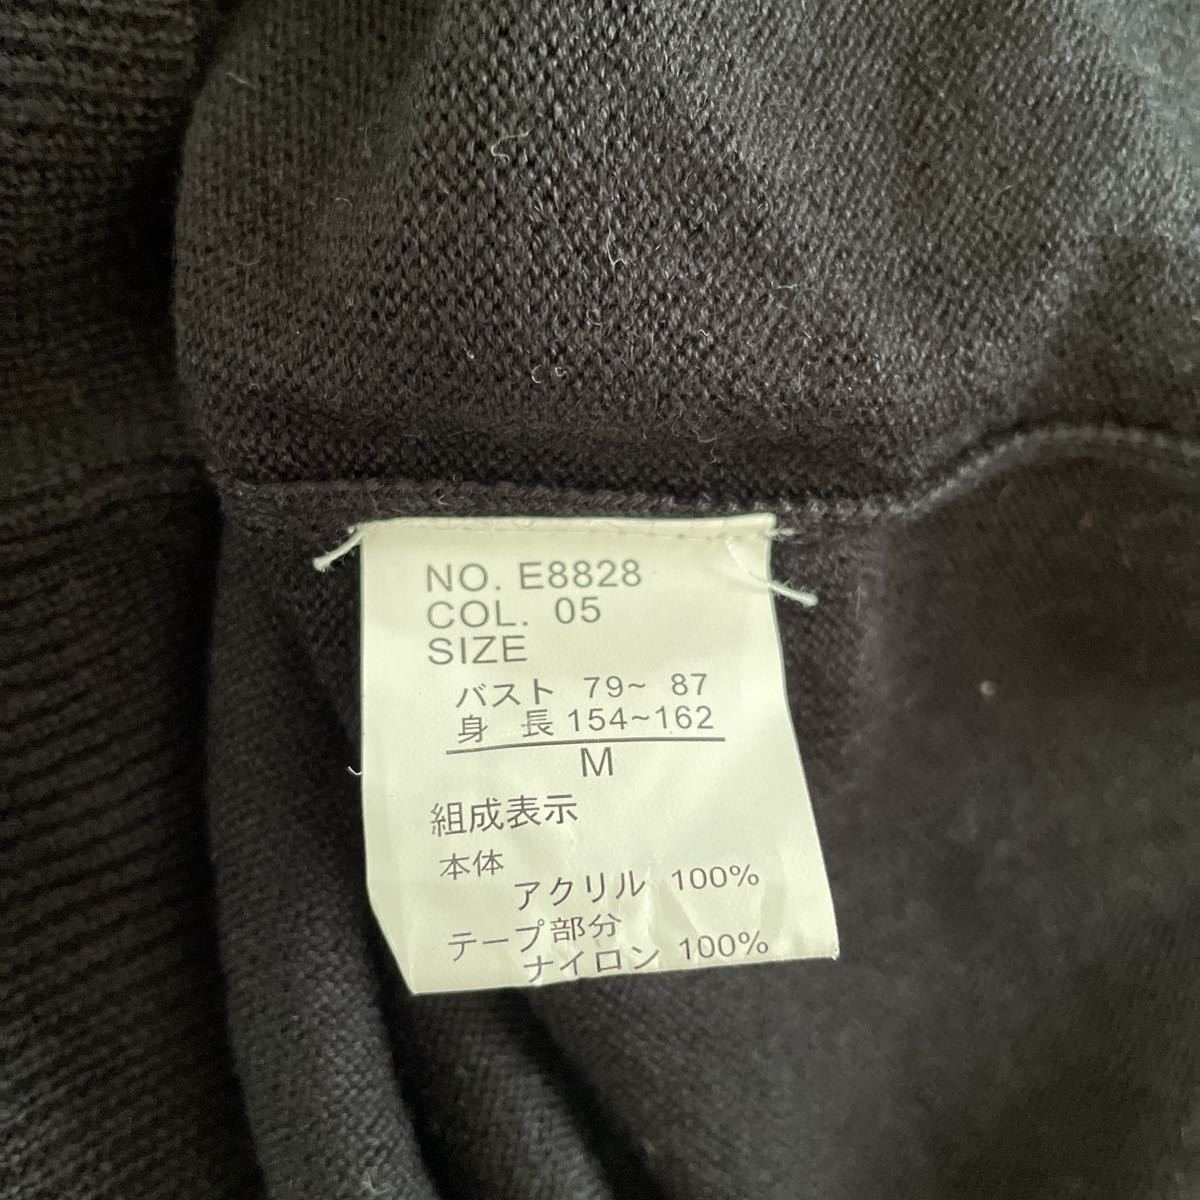 NO. E8828
COL. 05
SIZE
バスト 79~ 87
身 長 154~162
M
組成表示
本体
アクリル 100%
テープ部分
ナイロン 100%